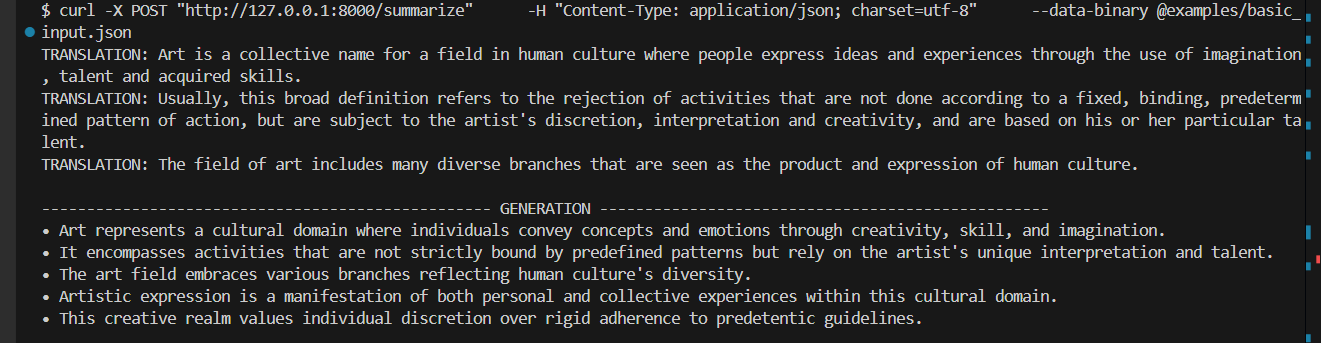 $ curl -X POST "http://127.0.0.1:8000/summarize"      -H "Content-Type: application/json; charset=utf-8"      --data-binary @examples/basic_
input.json
TRANSLATION: Art is a collective name for a field in human culture where people express ideas and experiences through the use of imagination
, talent and acquired skills.
TRANSLATION: Usually, this broad definition refers to the rejection of activities that are not done according to a fixed, binding, predeterm
ined pattern of action, but are subject to the artist's discretion, interpretation and creativity, and are based on his or her particular ta
lent.
TRANSLATION: The field of art includes many diverse branches that are seen as the product and expression of human culture.
-------------------------------------------------- GENERATION --------------------------------------------------
• Art represents a cultural domain where individuals convey concepts and emotions through creativity, skill, and imagination.
• It encompasses activities that are not strictly bound by predefined patterns but rely on the artist's unique interpretation and talent.
• The art field embraces various branches reflecting human culture's diversity.
• Artistic expression is a manifestation of both personal and collective experiences within this cultural domain.
• This creative realm values individual discretion over rigid adherence to predetentic guidelines.